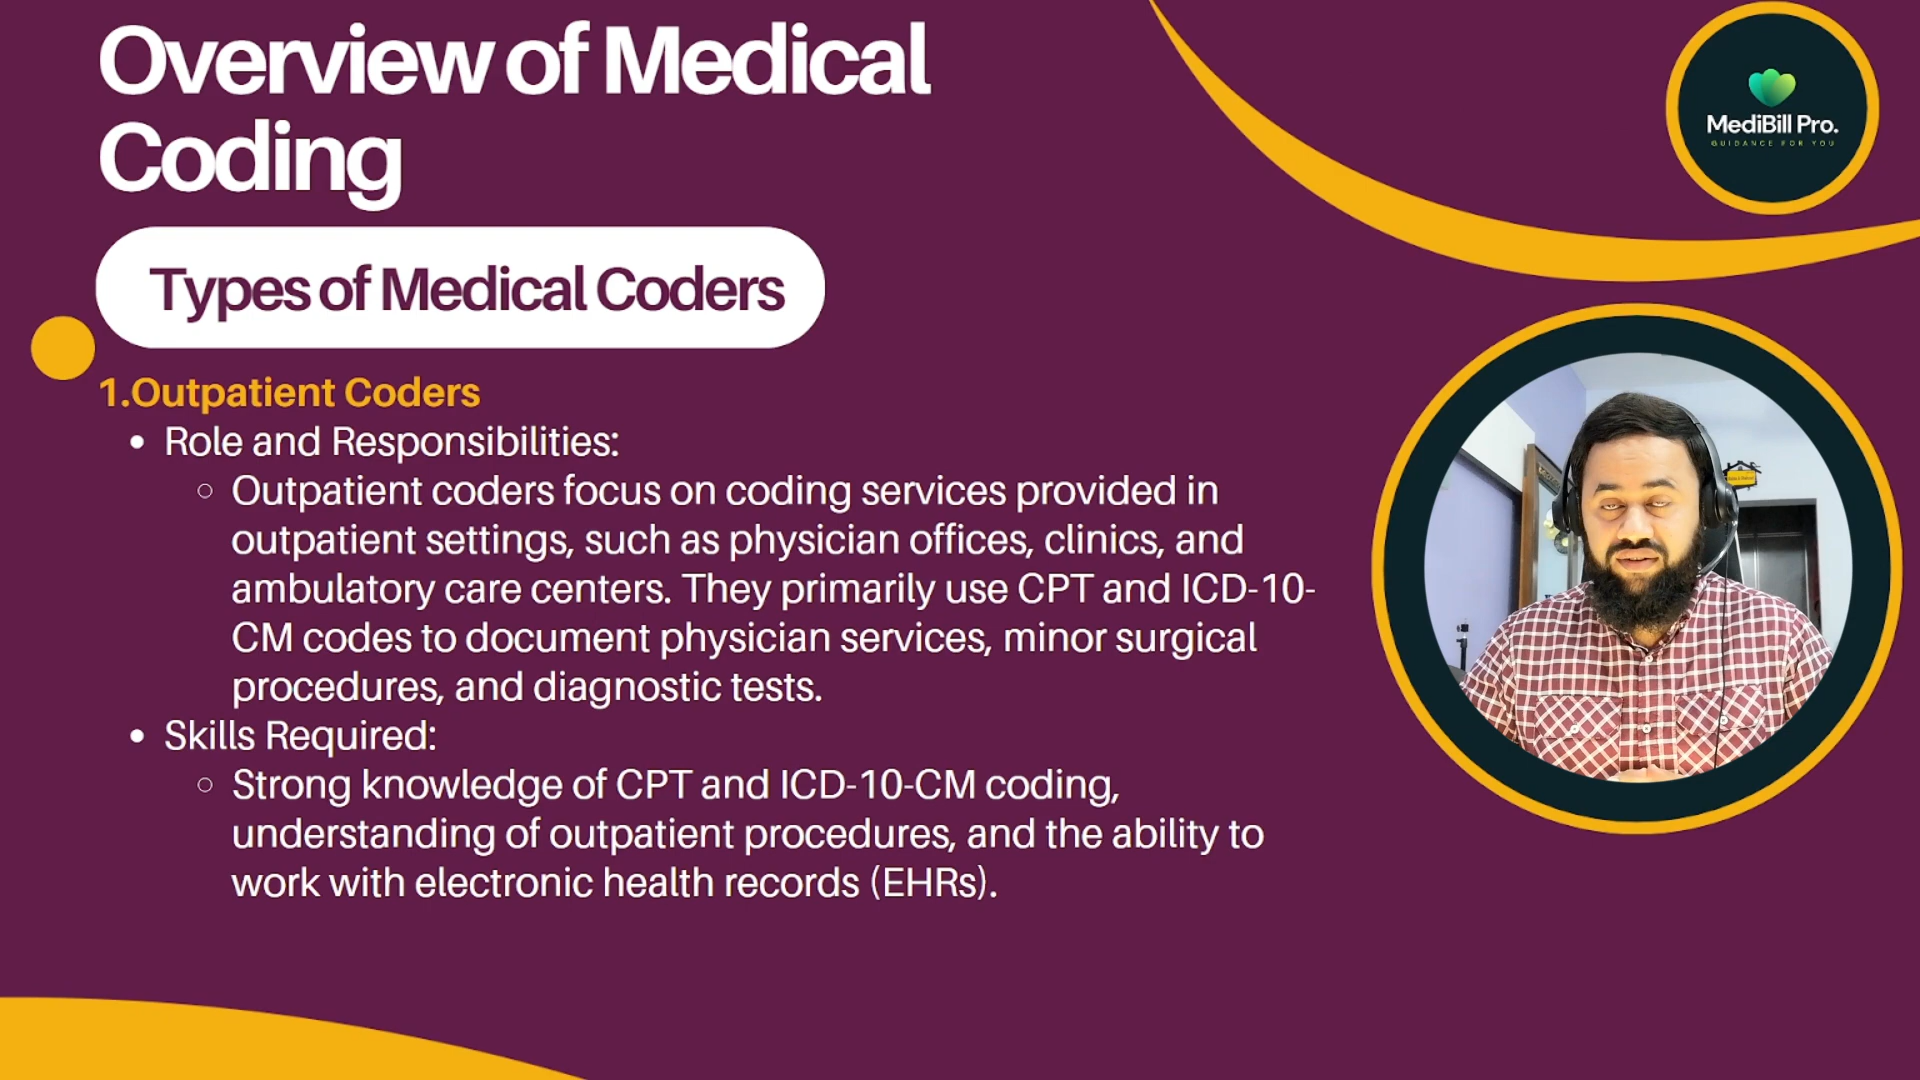 Overview of Medical
Coding
MediBill Pro.
GUIDANCE FOR YOU
Types of Medical Coders
1.Outpatient Coders
• Role and Responsibilities:
○ Outpatient coders focus on coding services provided in
outpatient settings, such as physician offices, clinics, and
ambulatory care centers. They primarily use CPT and ICD-10-
CM codes to document physician services, minor surgical
procedures, and diagnostic tests.
• Skills Required:
○ Strong knowledge of CPT and ICD-10-CM coding,
understanding of outpatient procedures, and the ability to
work with electronic health records (EHRs).